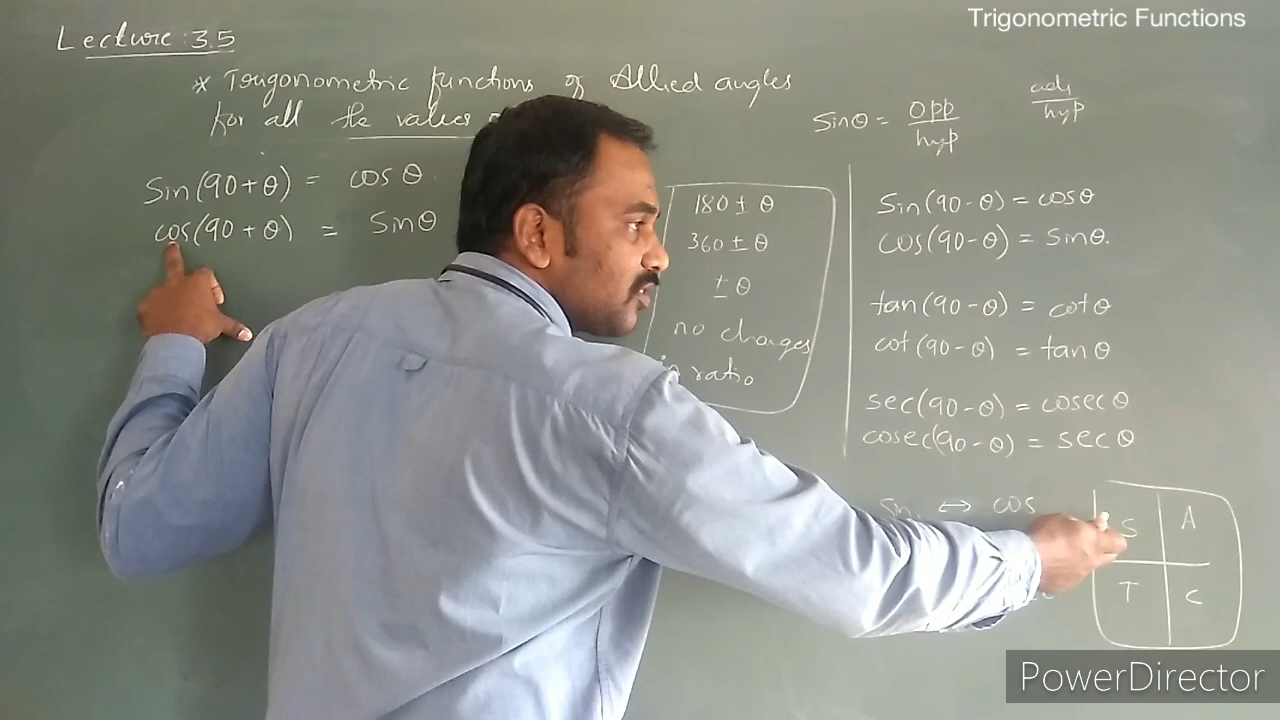 Trigonometric Functions
Lecture: 3.5
* Trigonometric functions of Allied angles
for all the values
Sin(90+θ) = cosθ.
cos(90+θ) = sinθ
180 ± θ
360 ± θ
± θ
no changes
in ratio
Sinθ = Opp/hyp
adj/hyp
Sin(90-θ) = cosθ
cos(90-θ) = sinθ.
tan(90-θ) = cotθ
cot(90-θ) = tanθ
sec(90-θ) = cosecθ
cosec(90-θ) = secθ
sin ↔ cos
S A
T C
PowerDirector